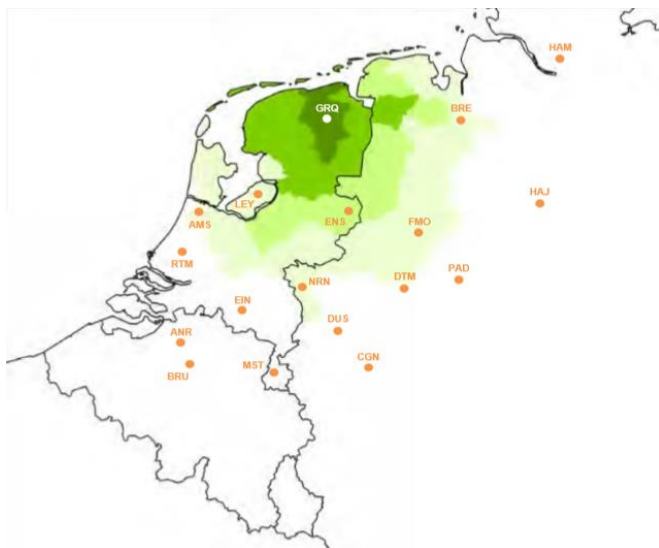 HAM
GRQ
BRE
LEY
HAJ
AMS
ENS
FMO
RTM
PAD
NRN
DTM
EIN
DUS
ANR
CGN
MST
BRU